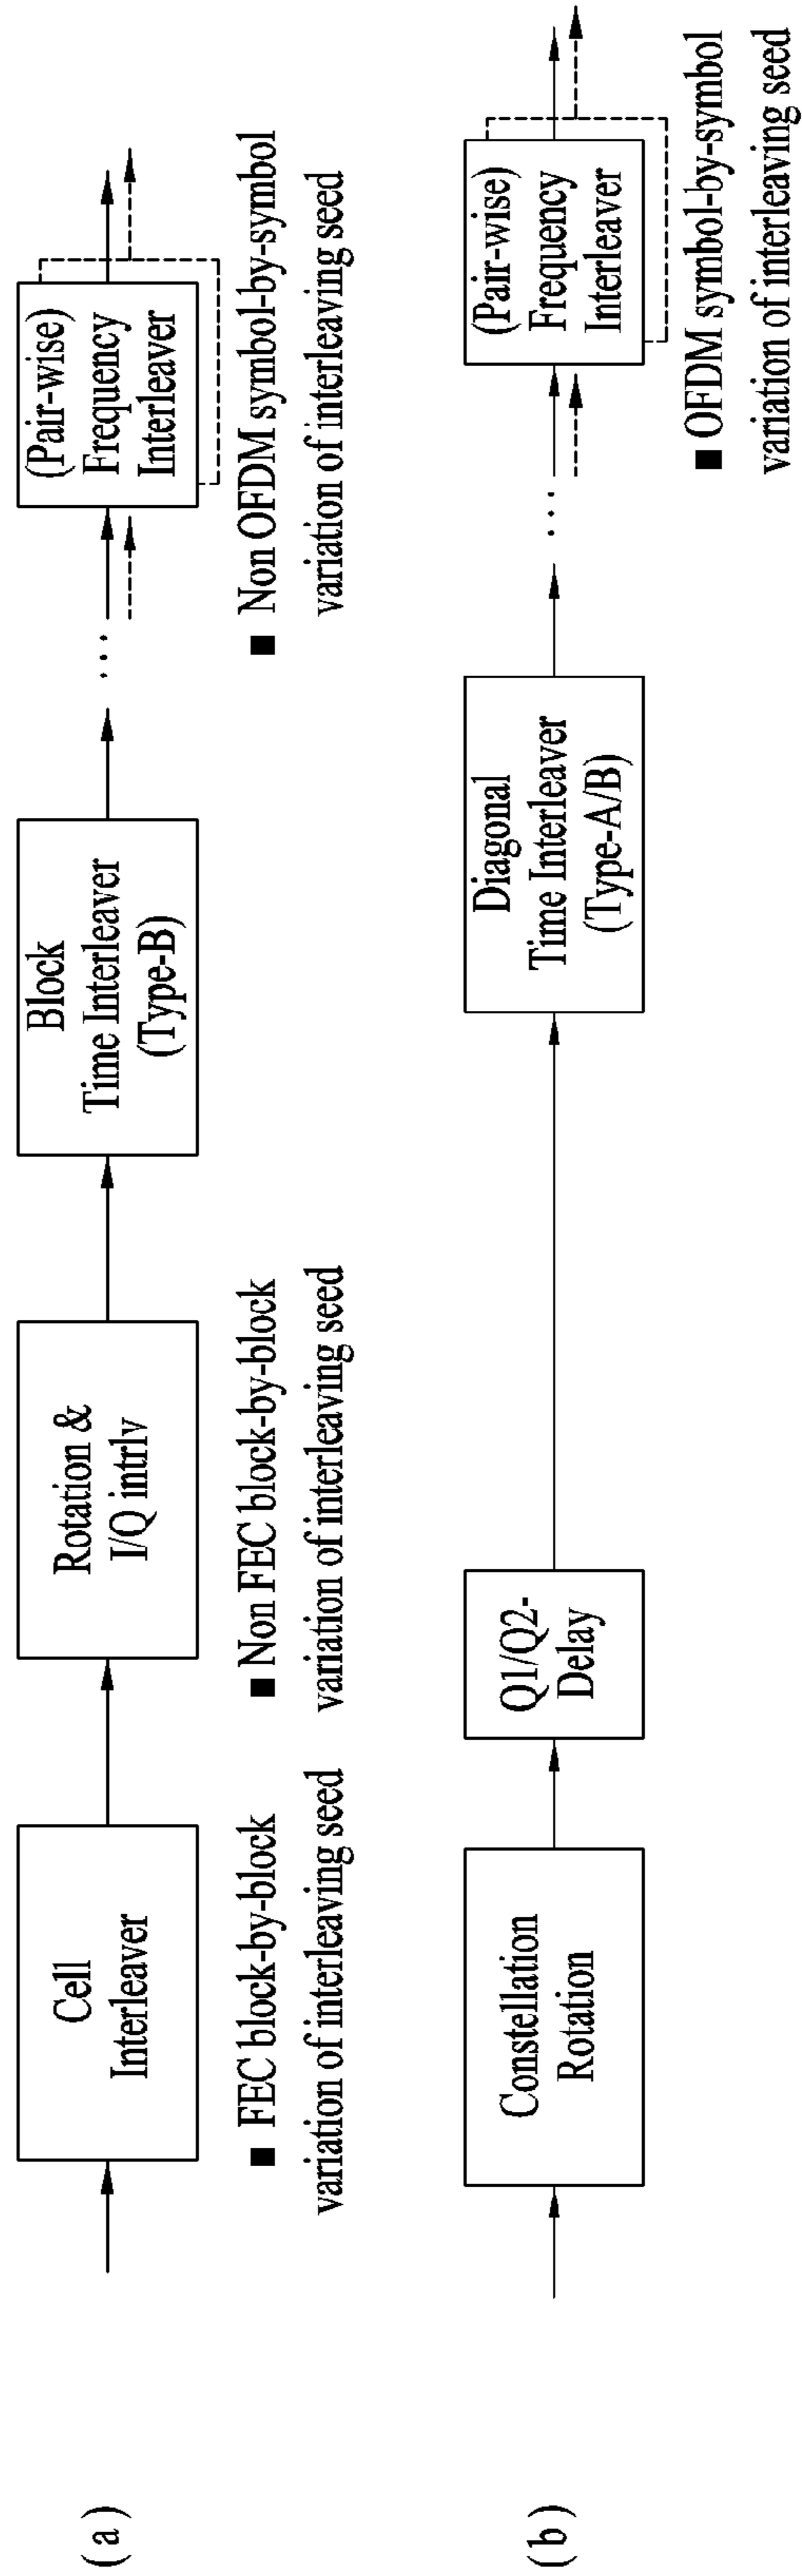 (a)
Cell
Interleaver
■ FEC block-by-block
variation of interleaving seed
Rotation &
I/Q intrlv
■ Non FEC block-by-block
variation of interleaving seed
Block
Time Interleaver
(Type-B)
...
(Pair-wise)
Frequency
Interleaver
■ Non OFDM symbol-by-symbol
variation of interleaving seed
(b)
Constellation
Rotation
Q1/Q2-
Delay
Diagonal
Time Interleaver
(Type-A/B)
...
(Pair-wise)
Frequency
Interleaver
■ OFDM symbol-by-symbol
variation of interleaving seed